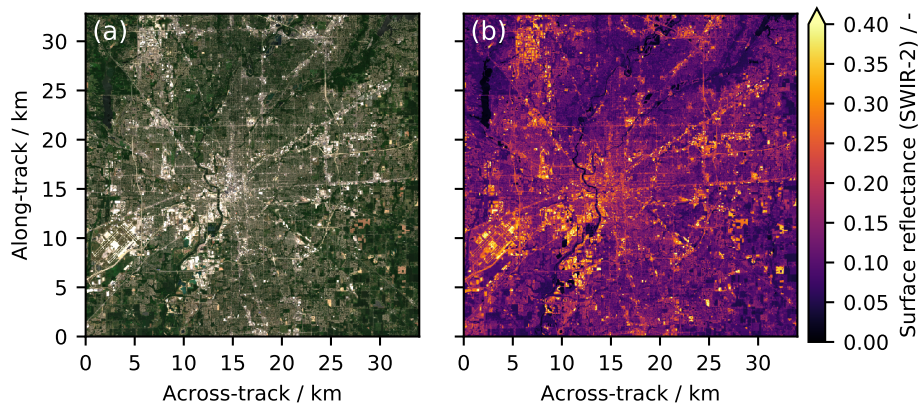 (a)
(b)
Along-track / km
30
25
20
15
10
5
0
0 5 10 15 20 25 30
Across-track / km
0 5 10 15 20 25 30
Across-track / km
0.40
0.35
0.30
0.25
0.20
0.15
0.10
0.05
0.00
Surface reflectance (SWIR-2) / -